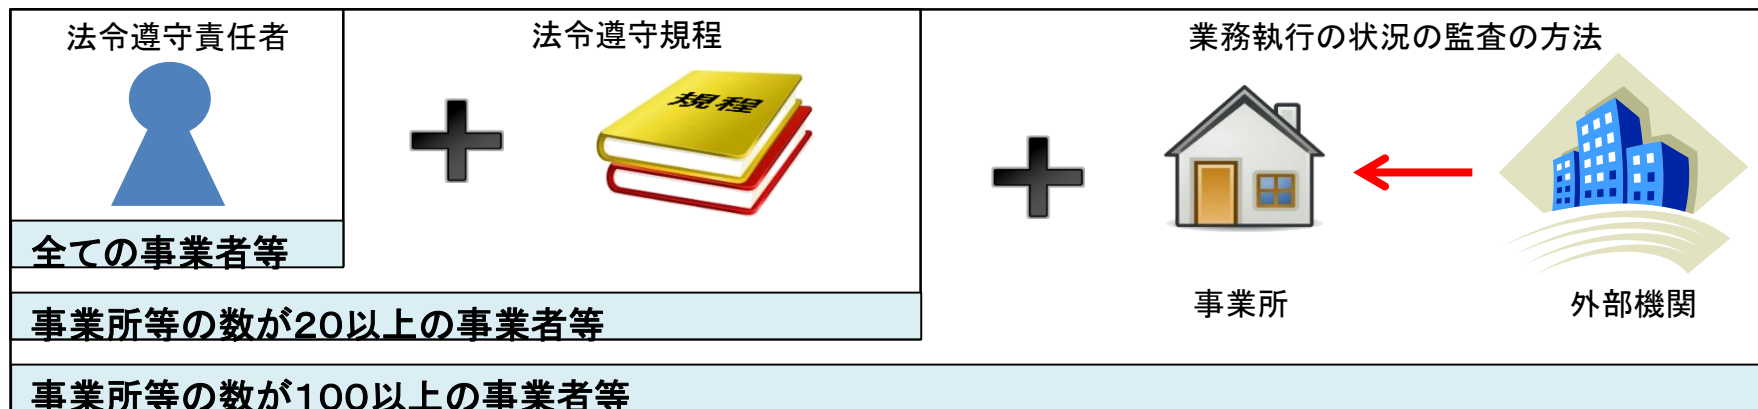 法令遵守責任者
法令遵守規程
業務執行の状況の監査の方法
規程
全ての事業者等
事業所
外部機関
事業所等の数が20以上の事業者等
事業所等の数が100以上の事業者等